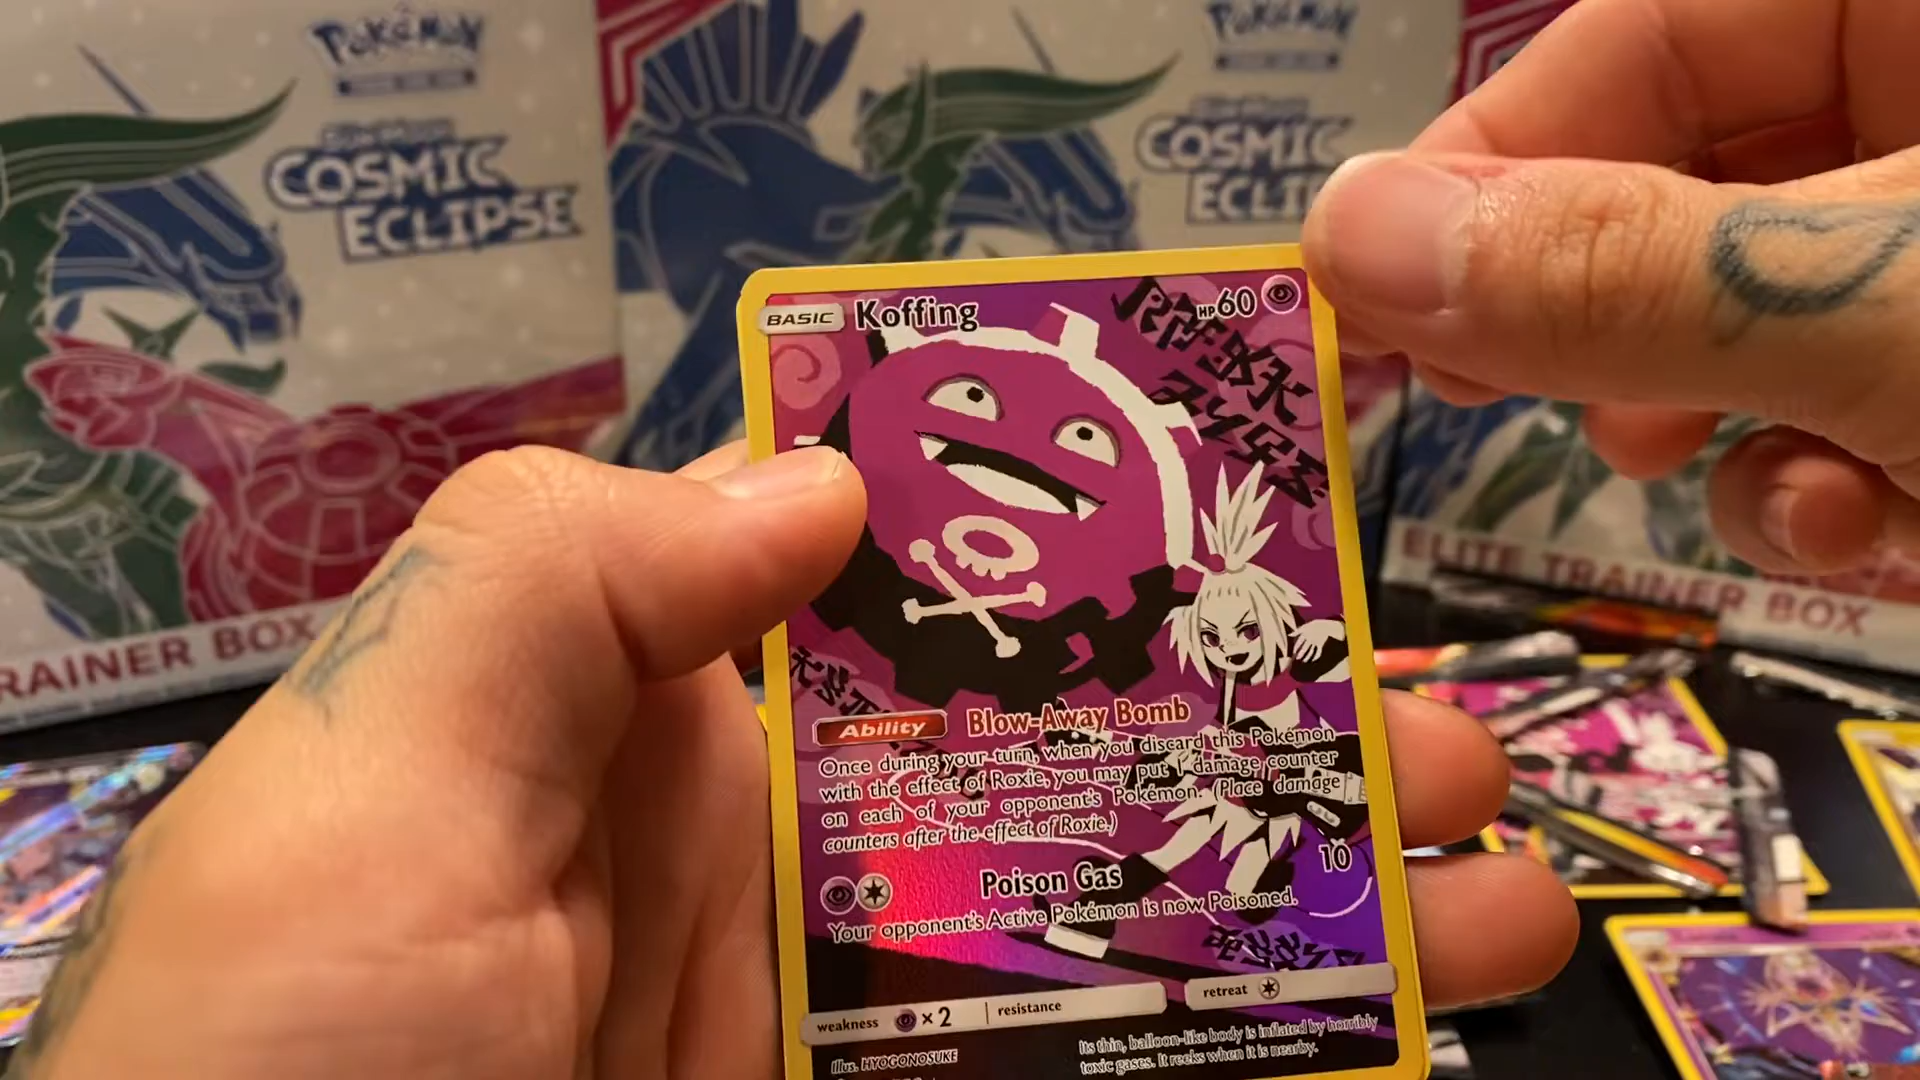 POKéMON
POKéMON
COSMIC
ECLIPSE
COSMIC
ECLI
ELITE TRAINER BOX
RAINER BOX
BASIC Koffing HP60
Ability Blow-Away Bomb
Once during your turn, when you discard this Pokémon
with the effect of Roxie, you may put 1 damage counter
on each of your opponent's Pokémon. (Place damage
counters after the effect of Roxie.)
Poison Gas 10
Your opponent's Active Pokémon is now Poisoned.
weakness ×2 resistance retreat
Illus. HYOGONOSUKE
Its thin, balloon-like body is inflated by horribly
toxic gases. It reeks when it is nearby.